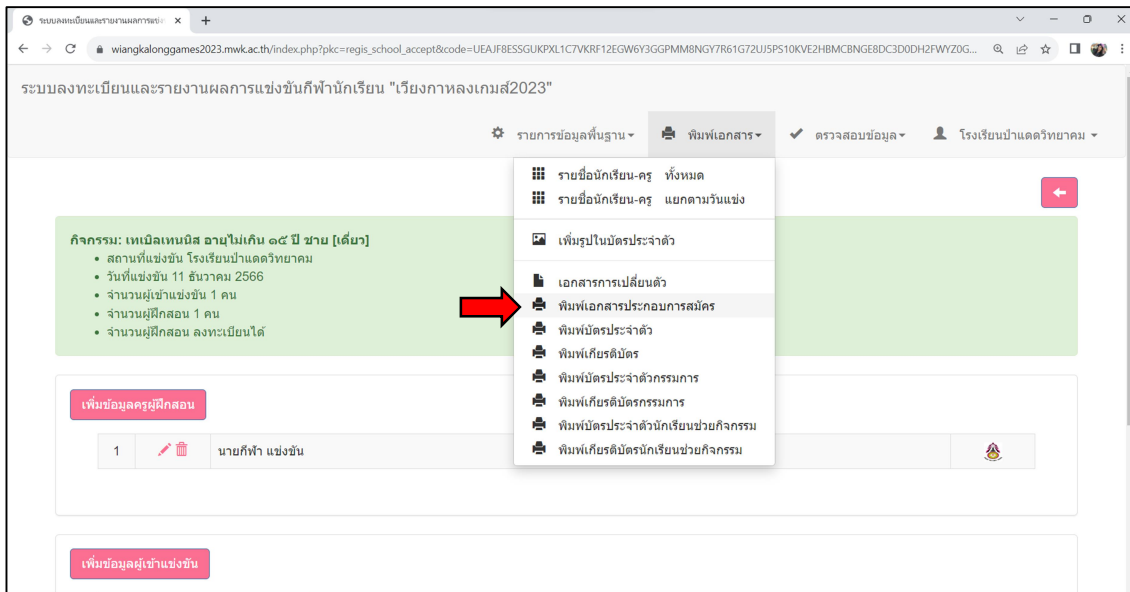 ระบบลงทะเบียนและรายงานผลการแข่ง
wiangkalonggames2023.mwk.ac.th/index.php?pkc=regis_school_accept&code=UEAJF8ESSGUKPXL1C7VKRF12EGW6Y3GGPMM8NGY7R61G72UJ5PS10KVE2HBMCBNGE8DC3D0DH2FWYZ0G...
ระบบลงทะเบียนและรายงานผลการแข่งขันกีฬานักเรียน "เวียงกาหลงเกมส์2023"
รายการข้อมูลพื้นฐาน พิมพ์เอกสาร ตรวจสอบข้อมูล โรงเรียนป่าแดดวิทยาคม
รายชื่อนักเรียน-ครู ทั้งหมด
รายชื่อนักเรียน-ครู แยกตามวันแข่ง
เพิ่มรูปในบัตรประจำตัว
เอกสารการเปลี่ยนตัว
พิมพ์เอกสารประกอบการสมัคร
พิมพ์บัตรประจำตัว
พิมพ์เกียรติบัตร
พิมพ์บัตรประจำตัวกรรมการ
พิมพ์เกียรติบัตรกรรมการ
พิมพ์บัตรประจำตัวนักเรียนช่วยกิจกรรม
พิมพ์เกียรติบัตรนักเรียนช่วยกิจกรรม
กิจกรรม: เทเบิลเทนนิส อายุไม่เกิน ๑๕ ปี ชาย [เดี่ยว]
สถานที่แข่งขัน โรงเรียนป่าแดดวิทยาคม
วันที่แข่งขัน 11 ธันวาคม 2566
จำนวนผู้เข้าแข่งขัน 1 คน
จำนวนผู้ฝึกสอน 1 คน
จำนวนผู้ฝึกสอน ลงทะเบียนได้
เพิ่มข้อมูลครูผู้ฝึกสอน
1 นายกีฬา แข่งขัน
เพิ่มข้อมูลผู้เข้าแข่งขัน